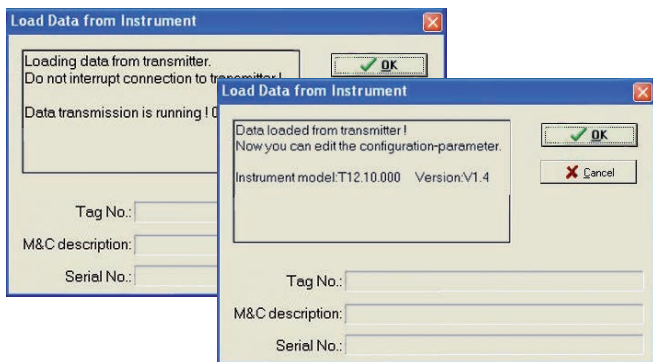 Load Data from Instrument
Loading data from transmitter.
Do not interrupt connection to transmitter !
Data transmission is running ! 0
OK
Tag No.:
M&C description:
Serial No.:
Load Data from Instrument
Data loaded from transmitter !
Now you can edit the configuration-parameter.
Instrument model:T12.10.000 Version:V1.4
OK
Cancel
Tag No.:
M&C description:
Serial No.: